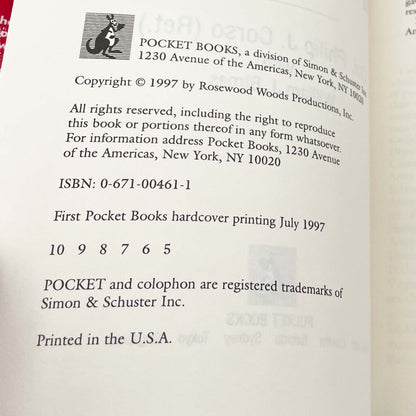 POCKET BOOKS, a division of Simon & Schuster Inc.
1230 Avenue of the Americas, New York, NY 10020
Copyright © 1997 by Rosewood Woods Productions, Inc.
All rights reserved, including the right to reproduce
this book or portions thereof in any form whatsoever.
For information address Pocket Books, 1230 Avenue
of the Americas, New York, NY 10020
ISBN: 0-671-00461-1
First Pocket Books hardcover printing July 1997
10 9 8 7 6 5
POCKET and colophon are registered trademarks of
Simon & Schuster Inc.
Printed in the U.S.A.